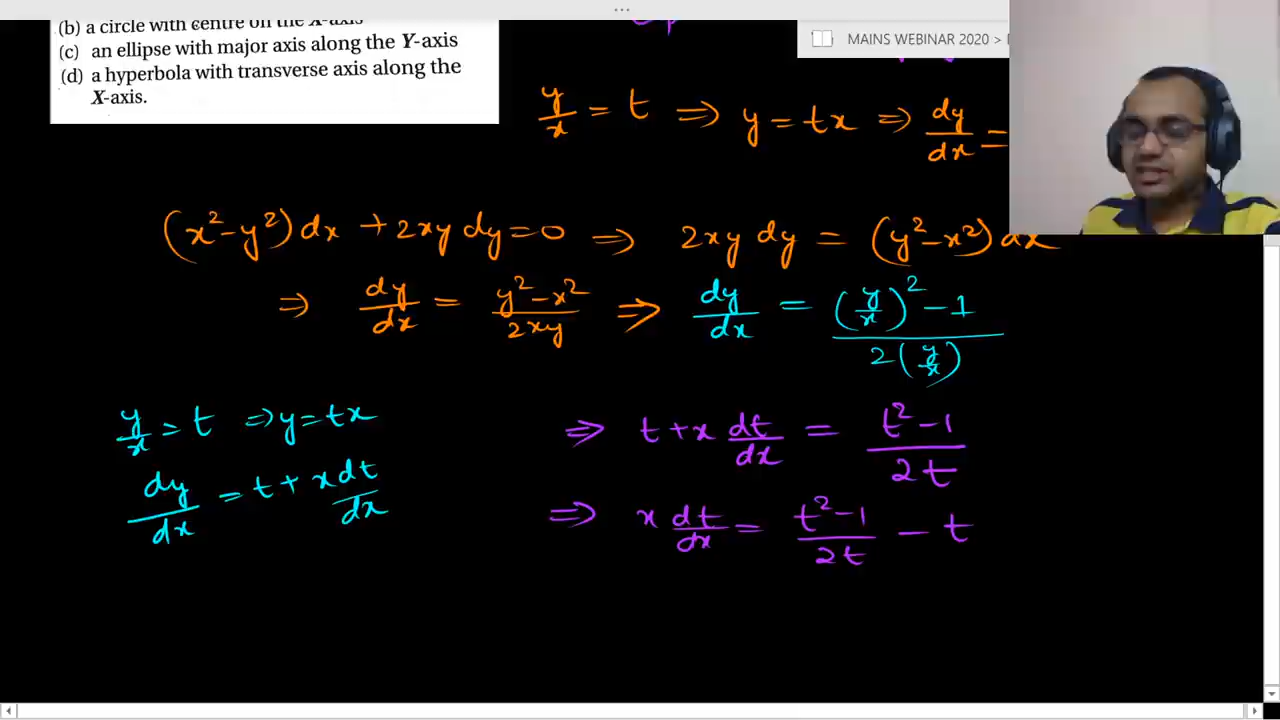 (b) a circle with centre on the X-axis
(c) an ellipse with major axis along the Y-axis
(d) a hyperbola with transverse axis along the
X-axis.
MAINS WEBINAR 2020 >
y/x = t ⇒ y = tx ⇒ dy/dx =
(x² - y²) dx + 2xy dy = 0 ⇒ 2xy dy = (y² - x²) dx
⇒ dy/dx = (y² - x²)/(2xy) ⇒ dy/dx = ((y/x)² - 1)/(2(y/x))
y/x = t ⇒ y = tx
dy/dx = t + x dt/dx
⇒ t + x dt/dx = (t² - 1)/(2t)
⇒ x dt/dx = (t² - 1)/(2t) - t